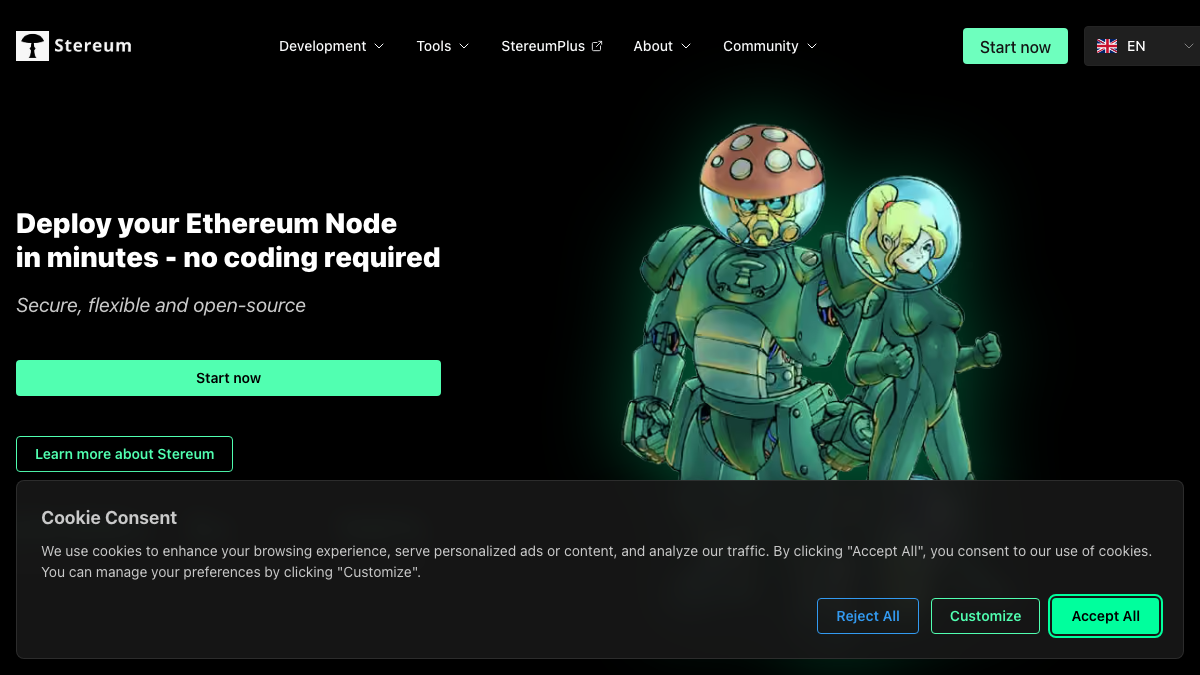 Stereum
Development
Tools
StereumPlus
About
Community
Start now
EN
Deploy your Ethereum Node
in minutes - no coding required
Secure, flexible and open-source
Start now
Learn more about Stereum
Cookie Consent
We use cookies to enhance your browsing experience, serve personalized ads or content, and analyze our traffic. By clicking "Accept All", you consent to our use of cookies.
You can manage your preferences by clicking "Customize".
Reject All
Customize
Accept All